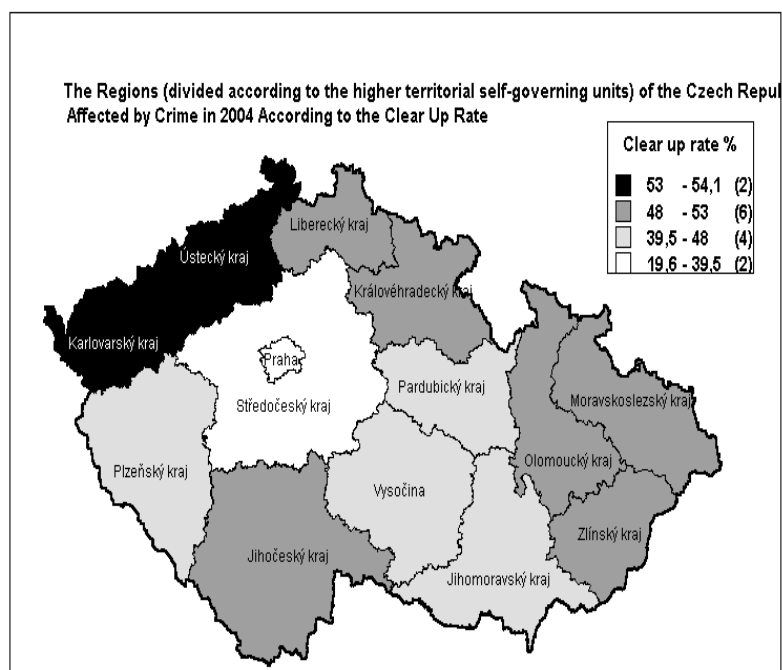 The Regions (divided according to the higher territorial self-governing units) of the Czech Repul
Affected by Crime in 2004 According to the Clear Up Rate
Clear up rate %
53 - 54,1 (2)
48 - 53 (6)
39,5 - 48 (4)
19,6 - 39,5 (2)
Liberecký kraj
Ústecký kraj
Královéhradecký kraj
Karlovarský kraj
Praha
Pardubický kraj
Středočeský kraj
Moravskoslezský kraj
Plzeňský kraj
Olomoucký kraj
Vysočina
Zlínský kraj
Jihočeský kraj
Jihomoravský kraj